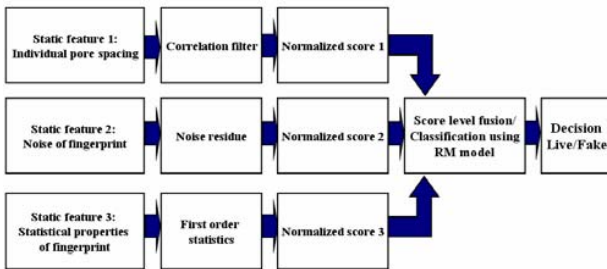 Static feature 1:
Individual pore spacing
Correlation filter
Normalized score 1
Static feature 2:
Noise of fingerprint
Noise residue
Normalized score 2
Score level fusion/
Classification using
RM model
Decision
Live/Fake
Static feature 3:
Statistical properties
of fingerprint
First order
statistics
Normalized score 3